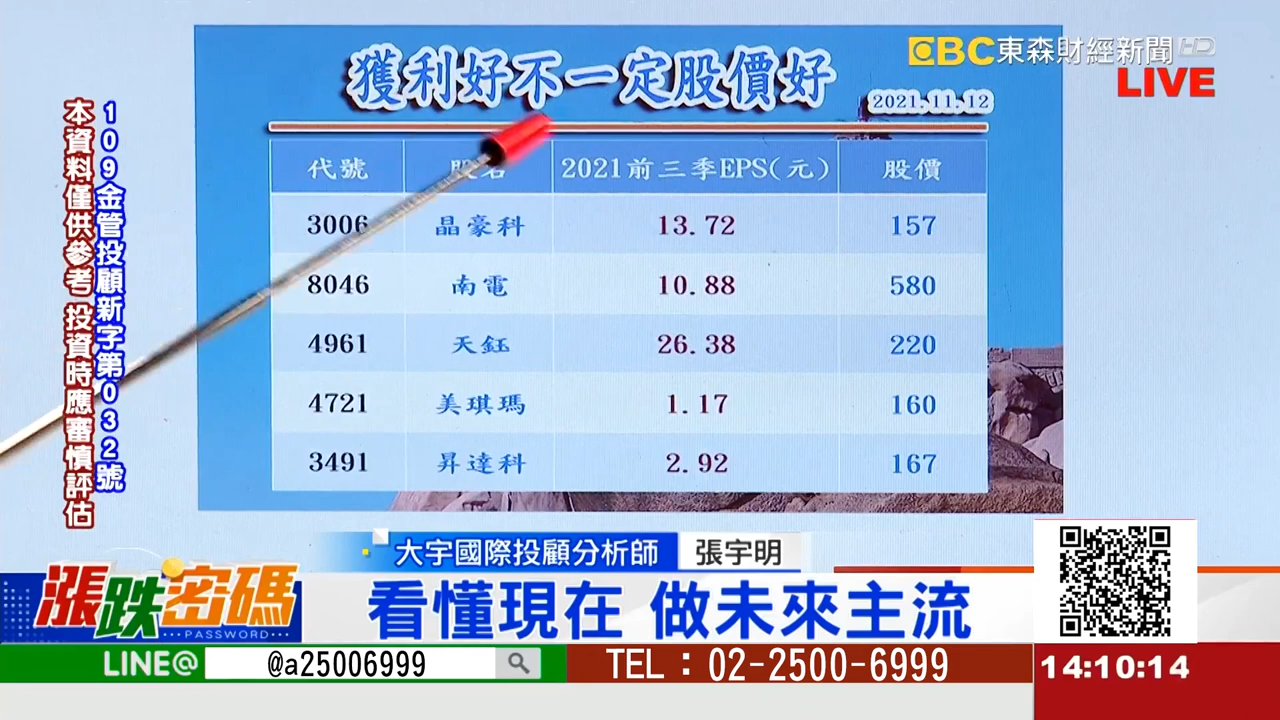 EBC東森財經新聞HD
LIVE
獲利好不一定股價好
2021.11.12
代號 股名 2021前三季EPS(元) 股價
3006 晶豪科 13.72 157
8046 南電 10.88 580
4961 天鈺 26.38 220
4721 美琪瑪 1.17 160
3491 昇達科 2.92 167
109金管投顧新字第032號
本資料僅供參考 投資時應審慎評估
大宇國際投顧分析師 張宇明
漲跌密碼
PASSWORD
看懂現在 做未來主流
LINE@ @a25006999 TEL：02-2500-6999 14:10:14